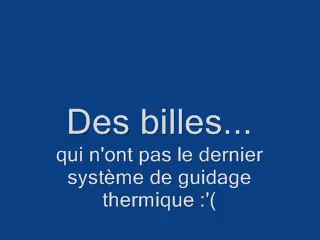 Des billes...
qui n'ont pas le dernier
système de guidage
thermique :'(